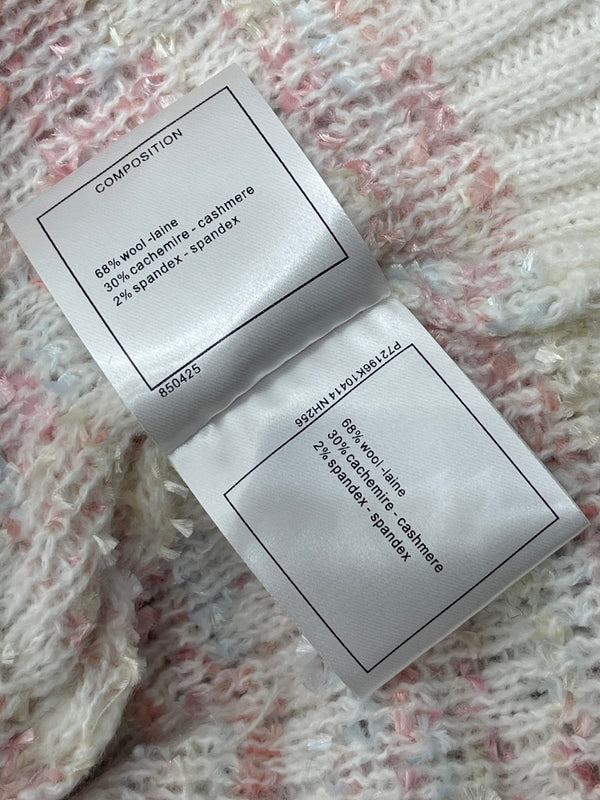 COMPOSITION
68% wool -laine
30% cachemire - cashmere
2% spandex - spandex
850425
P72196K10414 NH256
68% wool -laine
30% cachemire - cashmere
2% spandex - spandex